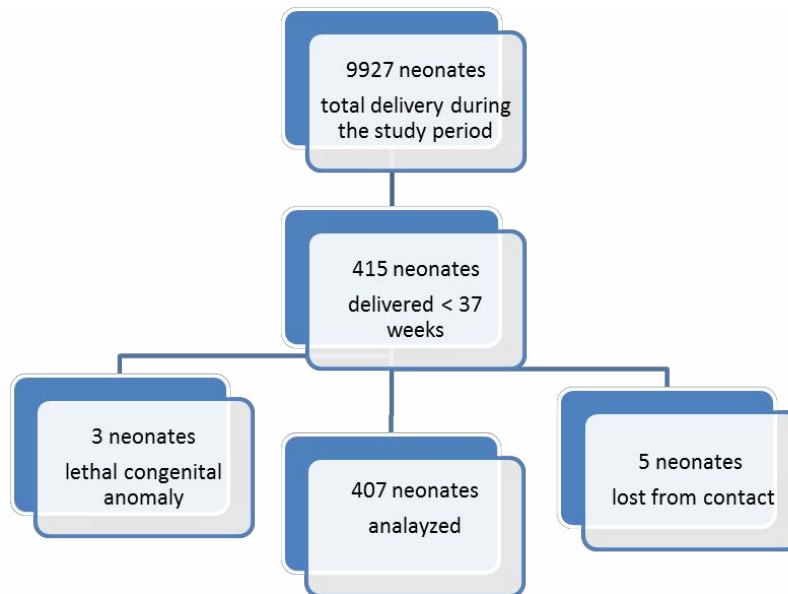 9927 neonates
total delivery during
the study period
415 neonates
delivered < 37
weeks
3 neonates
lethal congenital
anomaly
407 neonates
analayzed
5 neonates
lost from contact